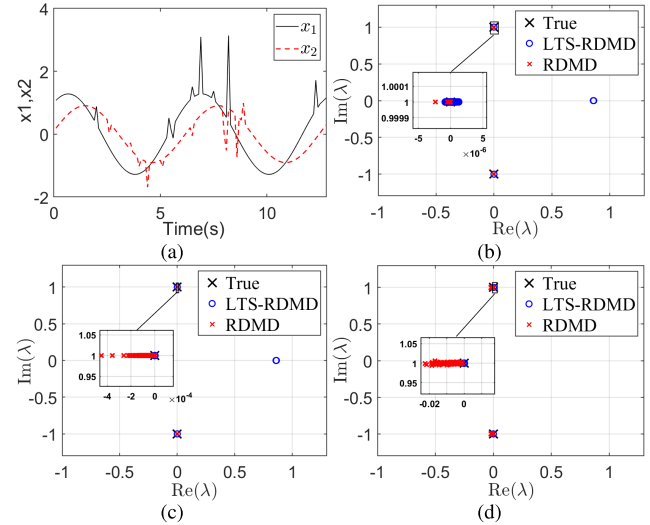 x₁
x₂
x1,x2
4
2
0
-2
0
5
10
Time(s)
(a)
True
LTS-RDMD
RDMD
Im(λ)
1
0.5
0
-0.5
-1
1.0001
1
0.9999
-5
0
5
×10⁻⁶
-1
-0.5
0
0.5
1
Re(λ)
(b)
True
LTS-RDMD
RDMD
Im(λ)
1
0.5
0
-0.5
-1
1.05
1
0.95
-4
-2
0
×10⁻⁴
-1
-0.5
0
0.5
1
Re(λ)
(c)
True
LTS-RDMD
RDMD
Im(λ)
1
0.5
0
-0.5
-1
1.05
1
0.95
-0.02
0
-1
-0.5
0
0.5
1
Re(λ)
(d)